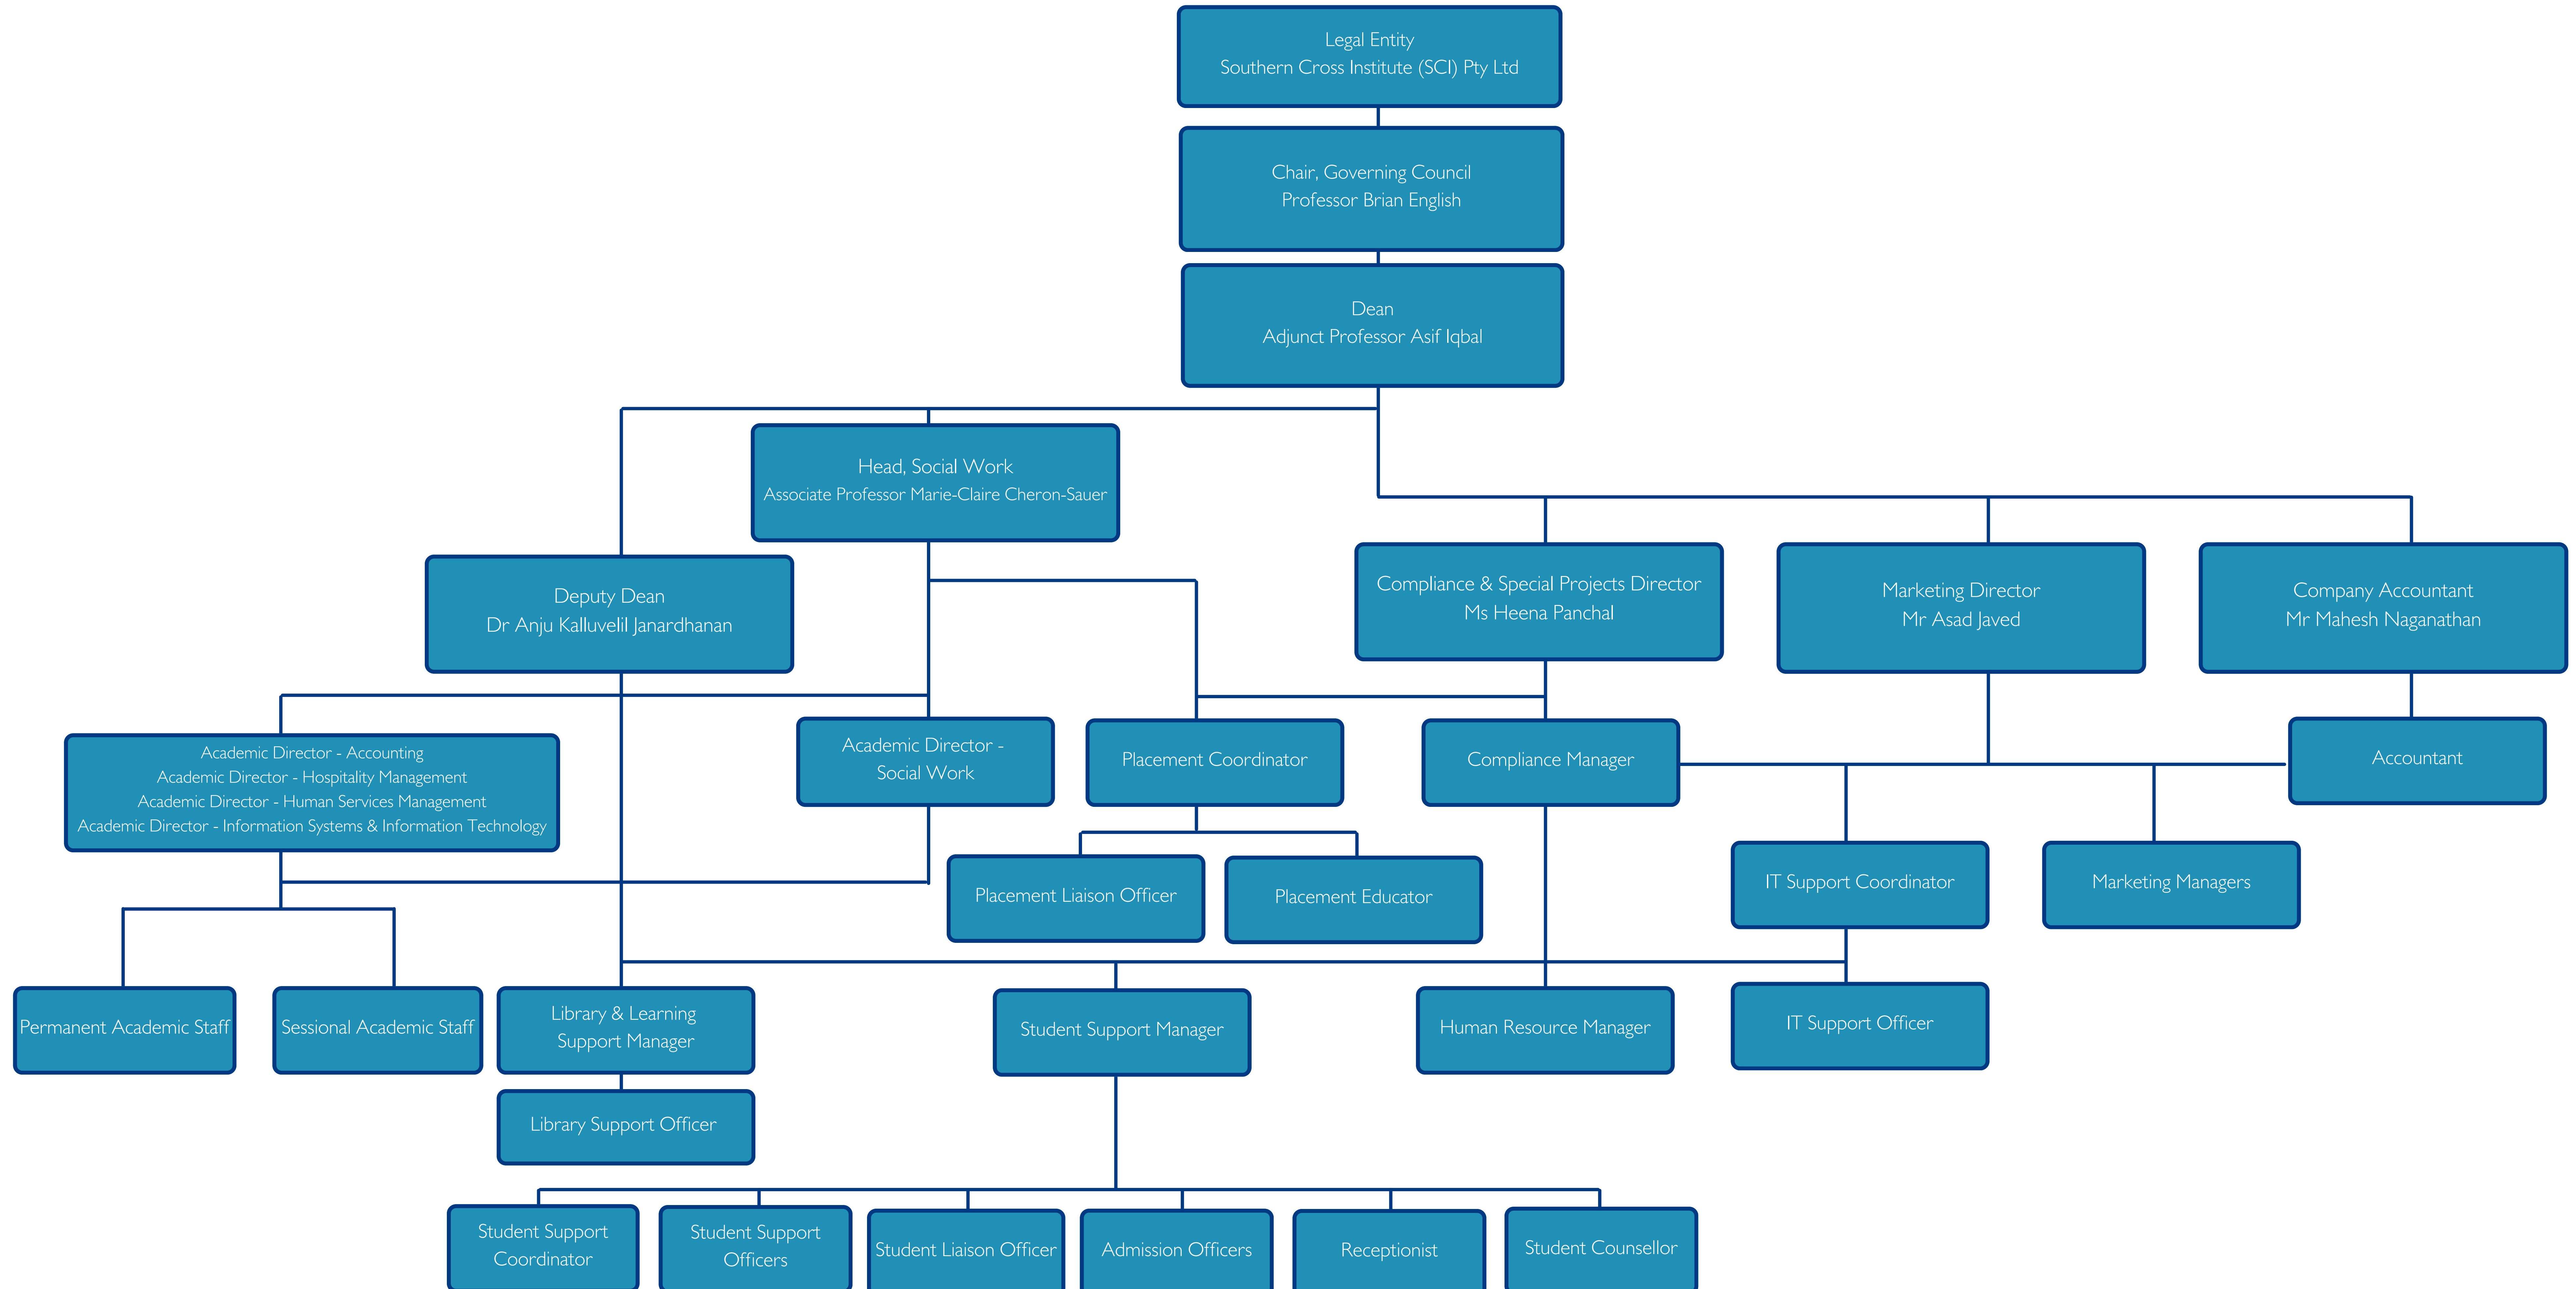 Legal Entity
Southern Cross Institute (SCI) Pty Ltd
Chair, Governing Council
Professor Brian English
Dean
Adjunct Professor Asif Iqbal
Head, Social Work
Associate Professor Marie-Claire Cheron-Sauer
Deputy Dean
Dr Anju Kalluvelil Janardhanan
Compliance & Special Projects Director
Ms Heena Panchal
Marketing Director
Mr Asad Javed
Company Accountant
Mr Mahesh Naganathan
Academic Director - Accounting
Academic Director - Hospitality Management
Academic Director - Human Services Management
Academic Director - Information Systems & Information Technology
Academic Director -
Social Work
Placement Coordinator
Compliance Manager
Accountant
Placement Liaison Officer
Placement Educator
IT Support Coordinator
Marketing Managers
Permanent Academic Staff
Sessional Academic Staff
Library & Learning
Support Manager
Student Support Manager
Human Resource Manager
IT Support Officer
Library Support Officer
Student Support
Coordinator
Student Support
Officers
Student Liaison Officer
Admission Officers
Receptionist
Student Counsellor